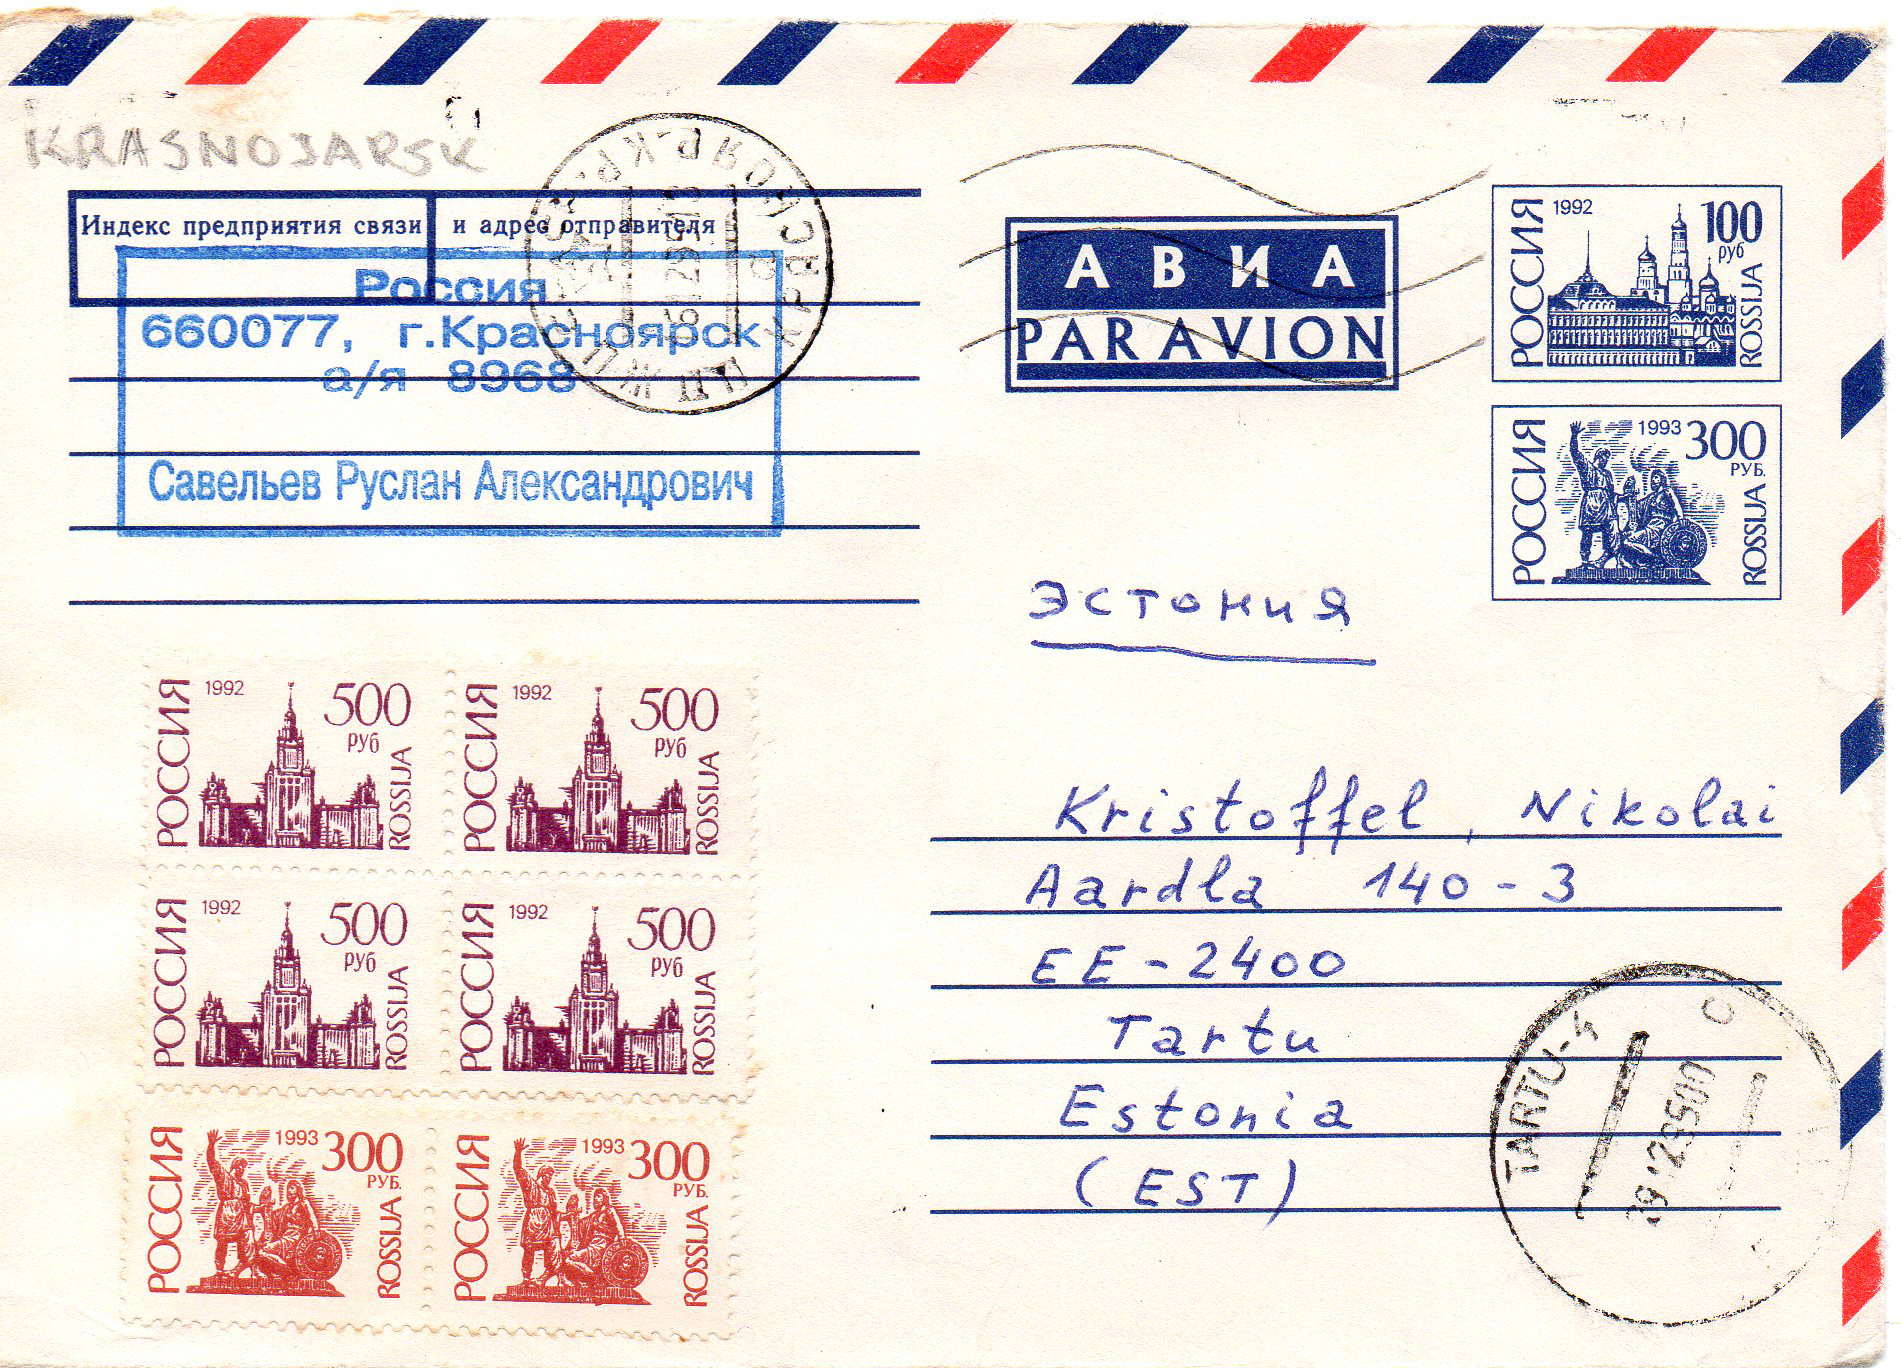 KRASNOJARSK
Индекс предприятия связи и адрес отправителя
Россия
660077, г.Красноярск
а/я 8968
Савельев Руслан Александрович
АВИА
PAR AVION
РОССИЯ 1992 100 руб ROSSIJA
РОССИЯ 1993 300 РУБ. ROSSIJA
Эстония
Kristoffel, Nikolai
Aardla 140-3
EE-2400
Tartu
Estonia
(EST)
РОССИЯ 1992 500 руб ROSSIJA
РОССИЯ 1992 500 руб ROSSIJA
РОССИЯ 1992 500 руб ROSSIJA
РОССИЯ 1992 500 руб ROSSIJA
РОССИЯ 1993 300 РУБ. ROSSIJA
РОССИЯ 1993 300 РУБ. ROSSIJA
TARTU-4 C